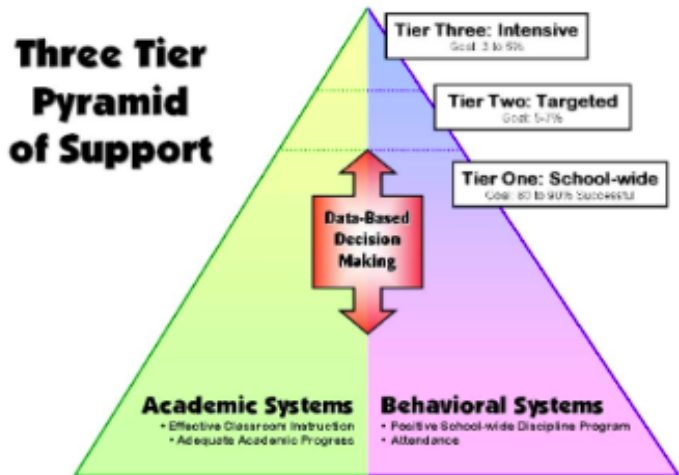 Three Tier
Pyramid
of Support
Tier Three: Intensive
Goal: 3 to 5%
Tier Two: Targeted
Goal: 5-7%
Tier One: School-wide
Goal: 80 to 90% Successful
Data-Based
Decision
Making
Academic Systems
• Effective Classroom Instruction
• Adequate Academic Progress
Behavioral Systems
• Positive School-wide Discipline Program
• Attendance